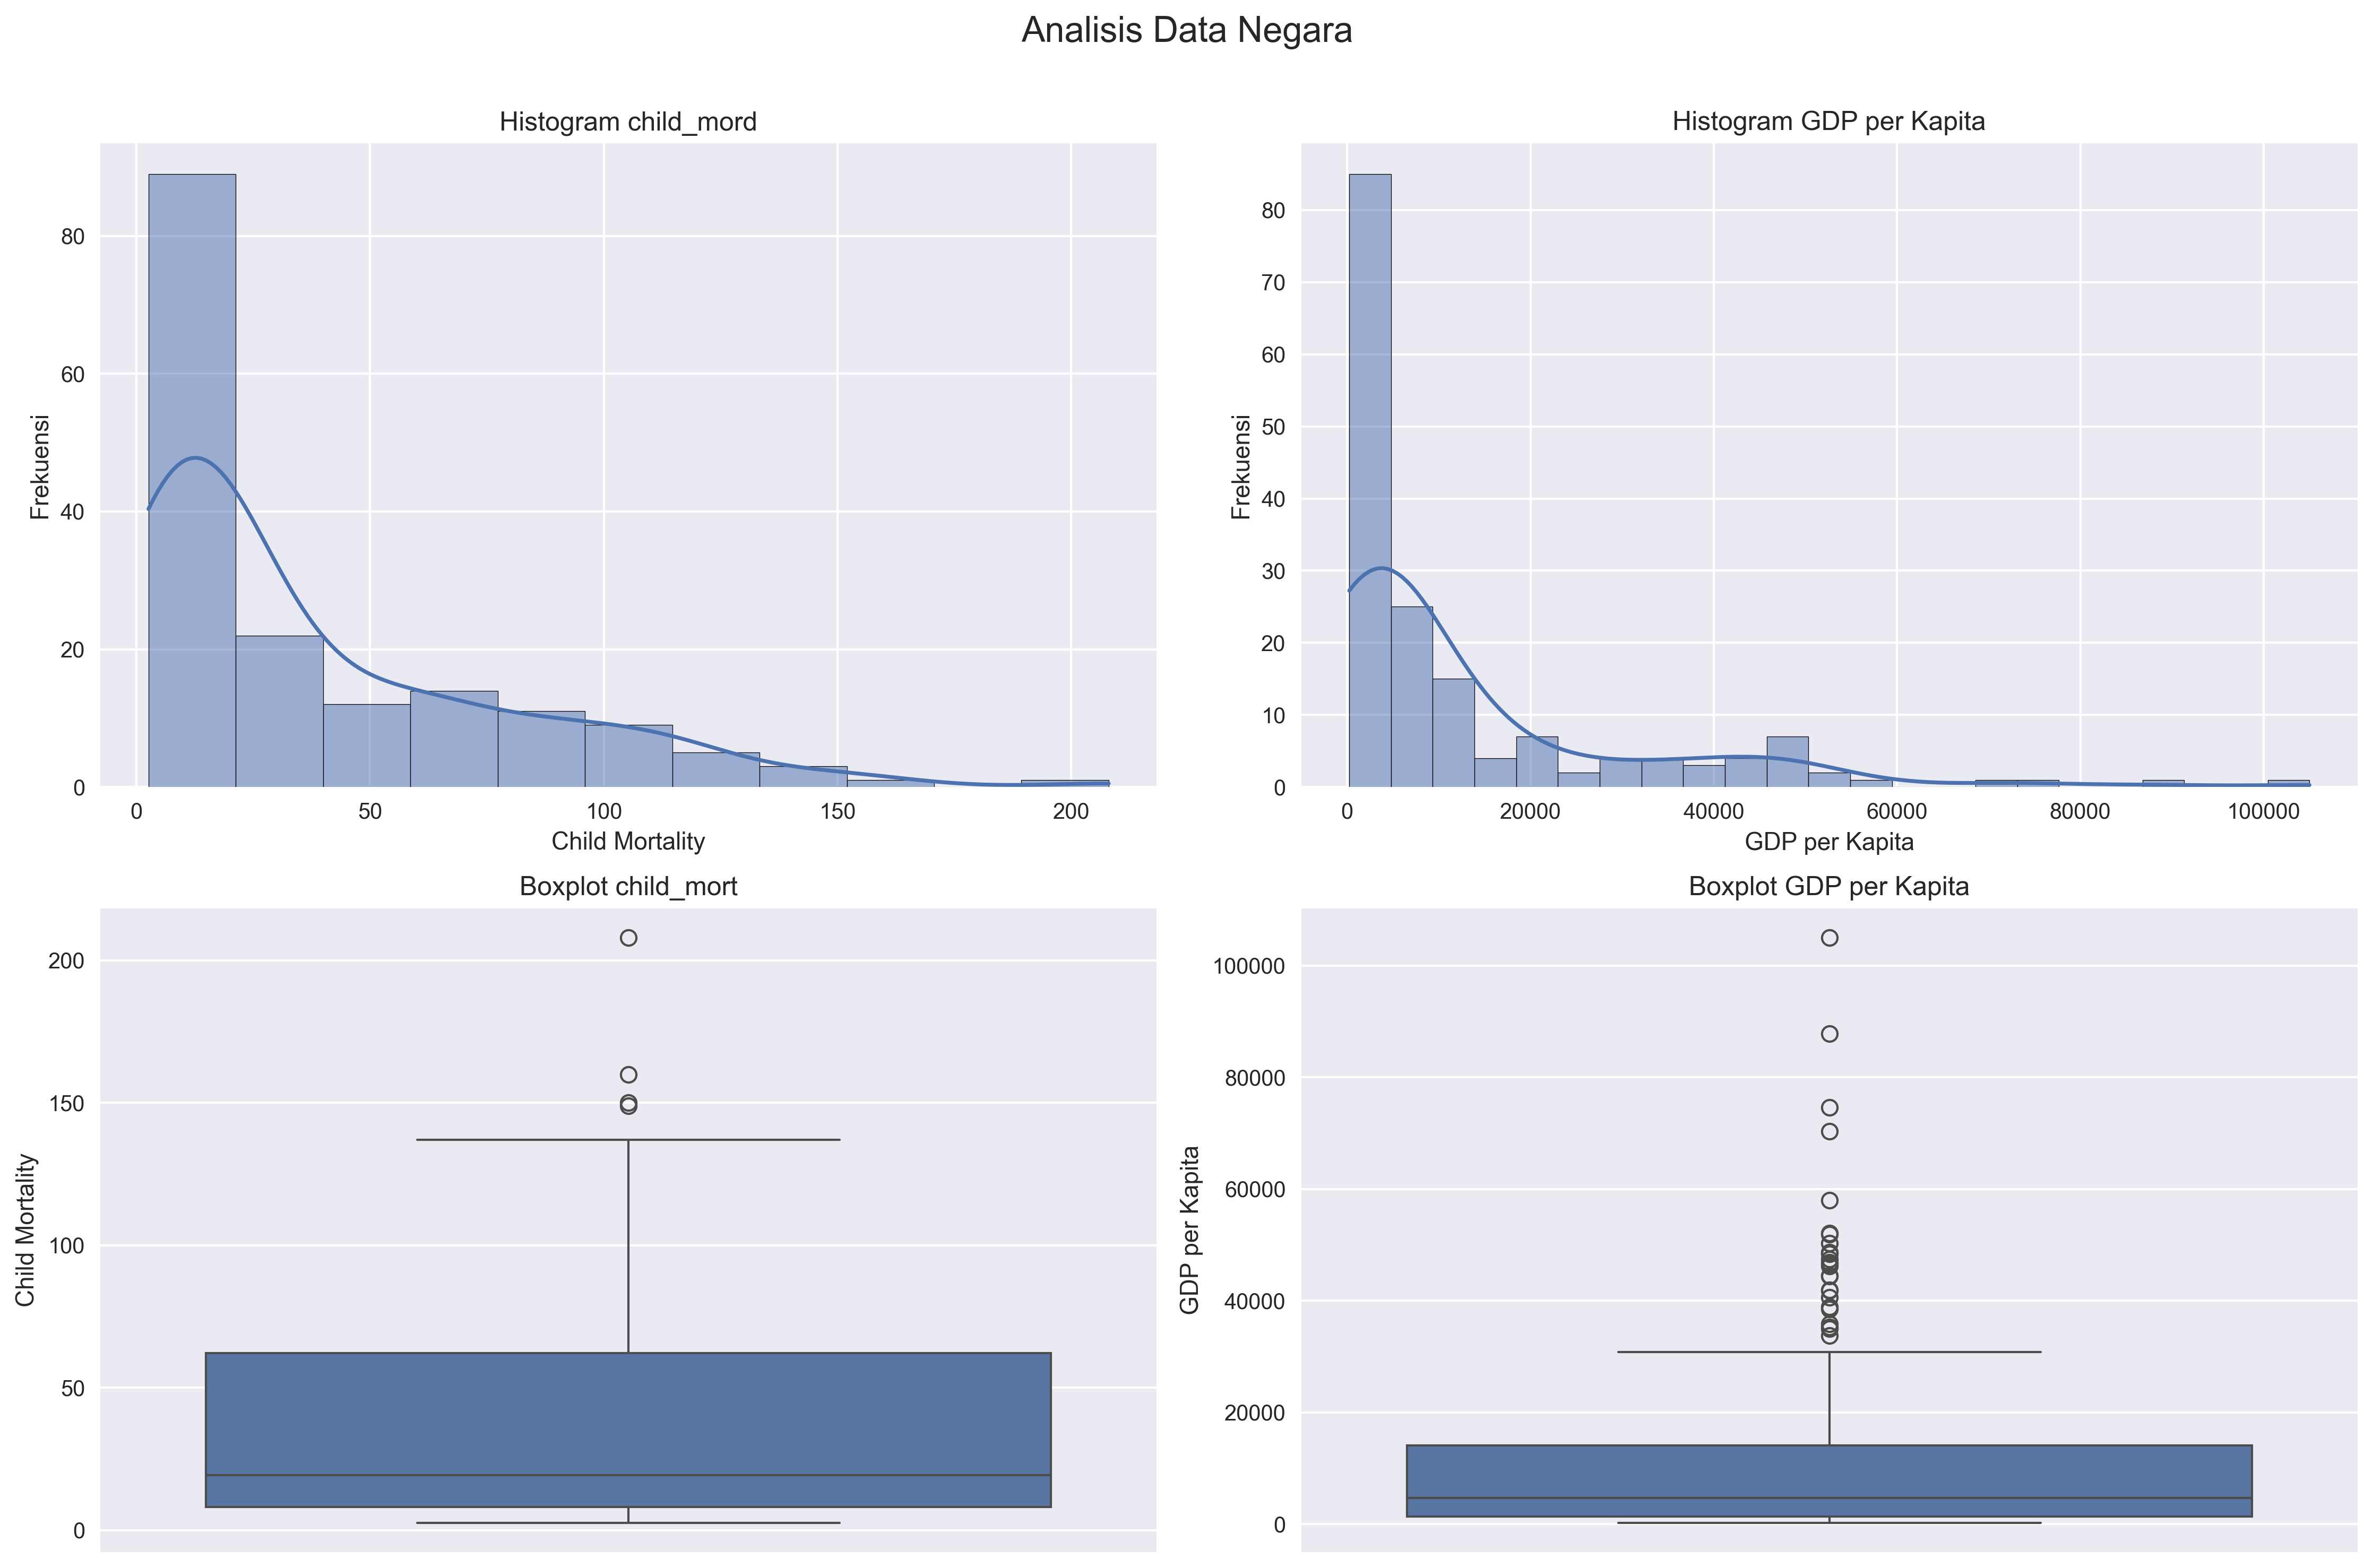 Analisis Data Negara
Histogram child_mord
Frekuensi
80
60
40
20
0
0 50 100 150 200
Child Mortality
Histogram GDP per Kapita
Frekuensi
80
70
60
50
40
30
20
10
0
0 20000 40000 60000 80000 100000
GDP per Kapita
Boxplot child_mort
Child Mortality
200
150
100
50
0
Boxplot GDP per Kapita
GDP per Kapita
100000
80000
60000
40000
20000
0